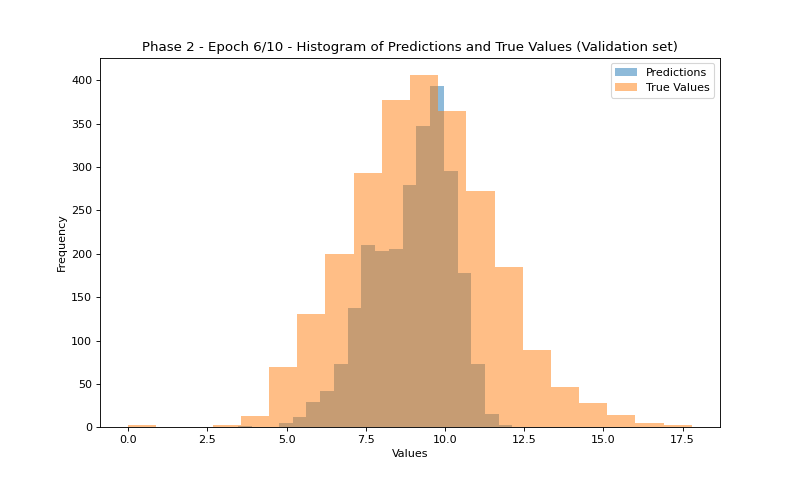 Phase 2 - Epoch 6/10 - Histogram of Predictions and True Values (Validation set)
Predictions
True Values
400
350
300
250
200
150
100
50
0
Frequency
0.0 2.5 5.0 7.5 10.0 12.5 15.0 17.5
Values